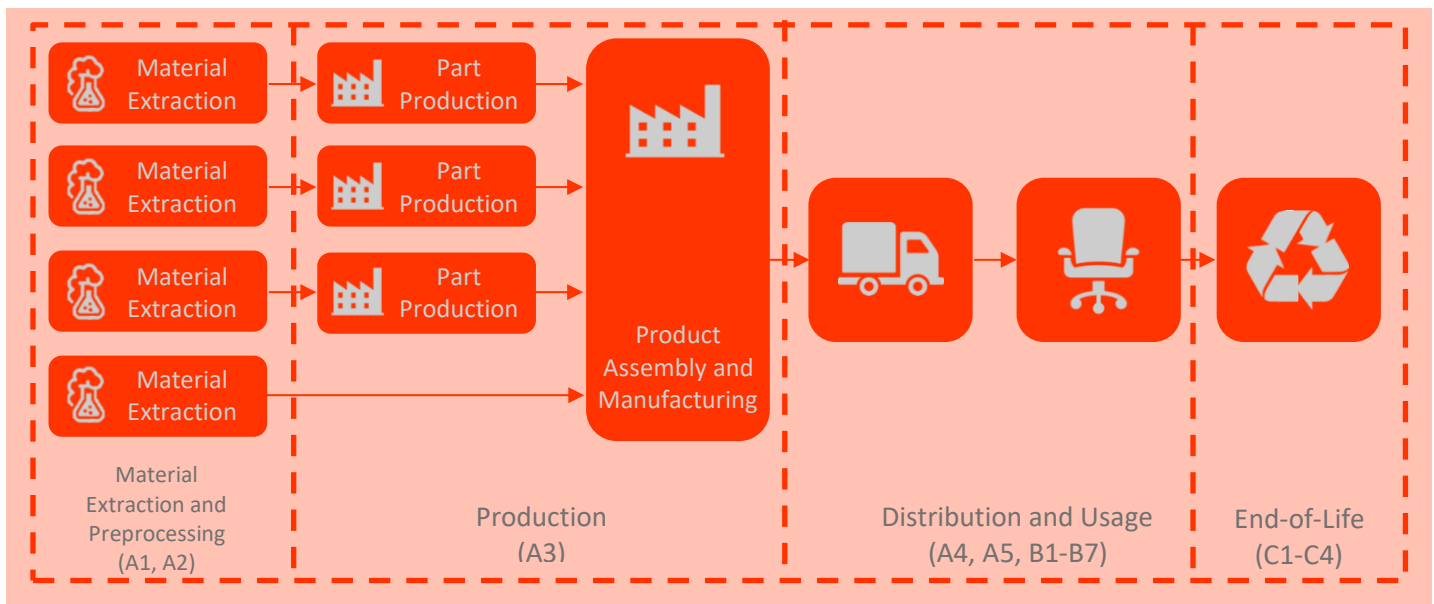 Material
Extraction
Part
Production
Material
Extraction
Part
Production
Material
Extraction
Part
Production
Material
Extraction
Product
Assembly and
Manufacturing
Material
Extraction and
Preprocessing
(A1, A2)
Production
(A3)
Distribution and Usage
(A4, A5, B1-B7)
End-of-Life
(C1-C4)